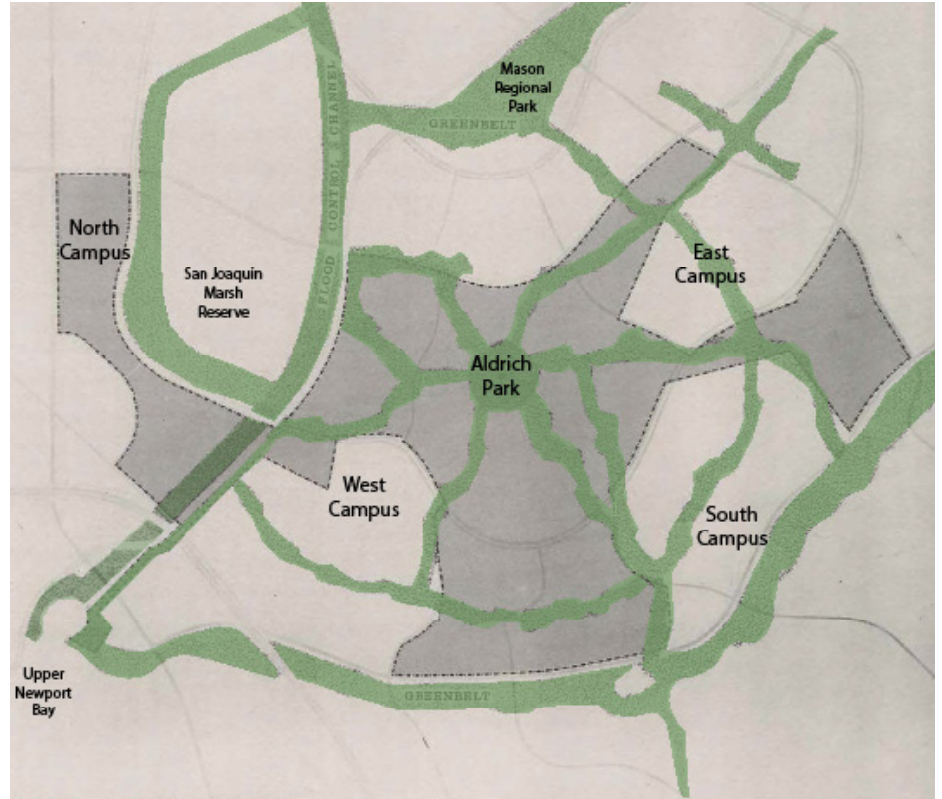 Mason
Regional
Park
GREENBELT
FLOOD CONTROL CHANNEL
North
Campus
San Joaquin
Marsh
Reserve
East
Campus
Aldrich
Park
West
Campus
South
Campus
Upper
Newport
Bay
GREENBELT